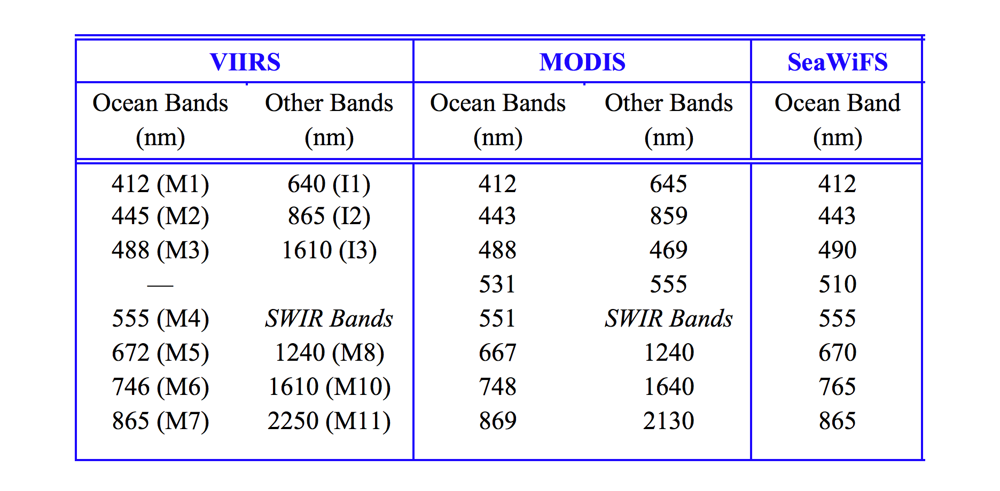 VIIRS MODIS SeaWiFS
Ocean Bands Other Bands Ocean Bands Other Bands Ocean Band
(nm) (nm) (nm) (nm) (nm)
412 (M1) 640 (I1) 412 645 412
445 (M2) 865 (I2) 443 859 443
488 (M3) 1610 (I3) 488 469 490
— 531 555 510
555 (M4) SWIR Bands 551 SWIR Bands 555
672 (M5) 1240 (M8) 667 1240 670
746 (M6) 1610 (M10) 748 1640 765
865 (M7) 2250 (M11) 869 2130 865